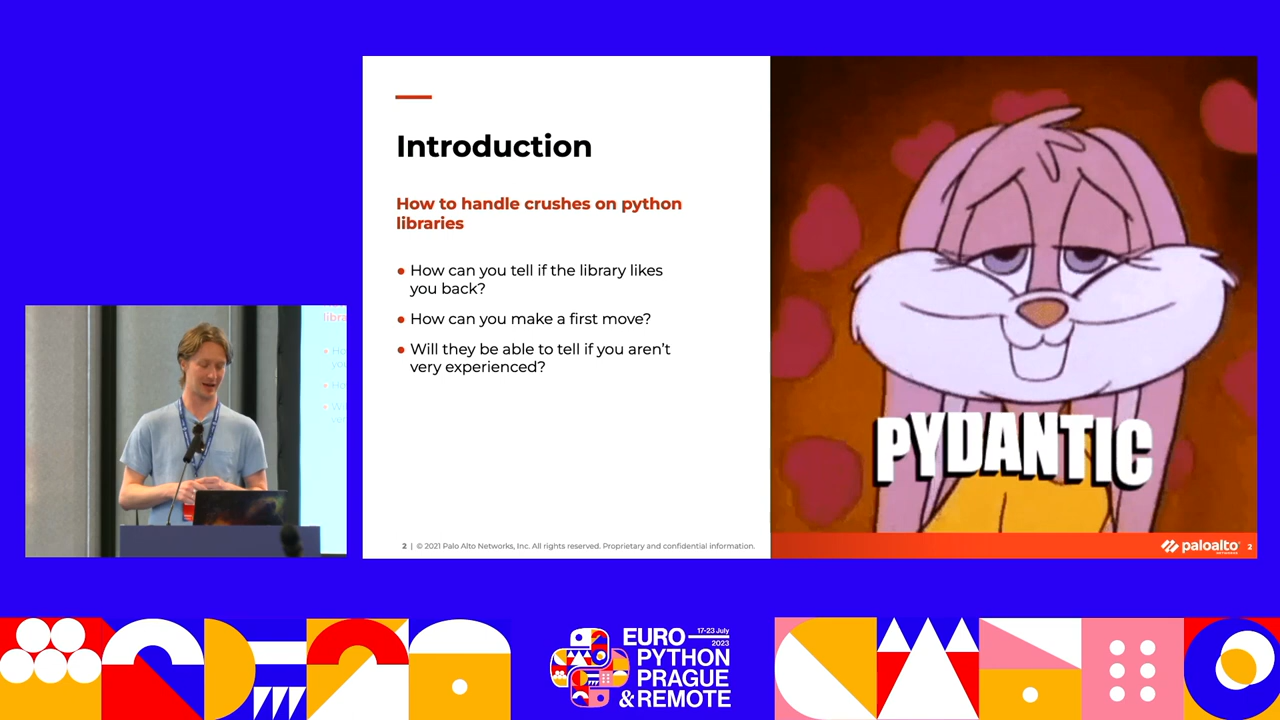 Introduction
How to handle crushes on python
libraries
• How can you tell if the library likes
you back?
• How can you make a first move?
• Will they be able to tell if you aren’t
very experienced?
2 | © 2021 Palo Alto Networks, Inc. All rights reserved. Proprietary and confidential information.
PYDANTIC
paloalto
NETWORKS
2
libra
EURO
17-23 July
2023
PYTHON
PRAGUE
&REMOTE